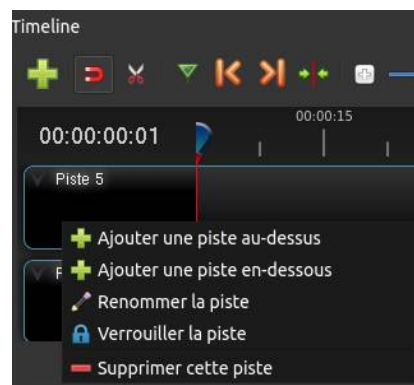 Timeline
00:00:15
00:00:00:01
Piste 5
Ajouter une piste au-dessus
Ajouter une piste en-dessous
Renommer la piste
Verrouiller la piste
Supprimer cette piste